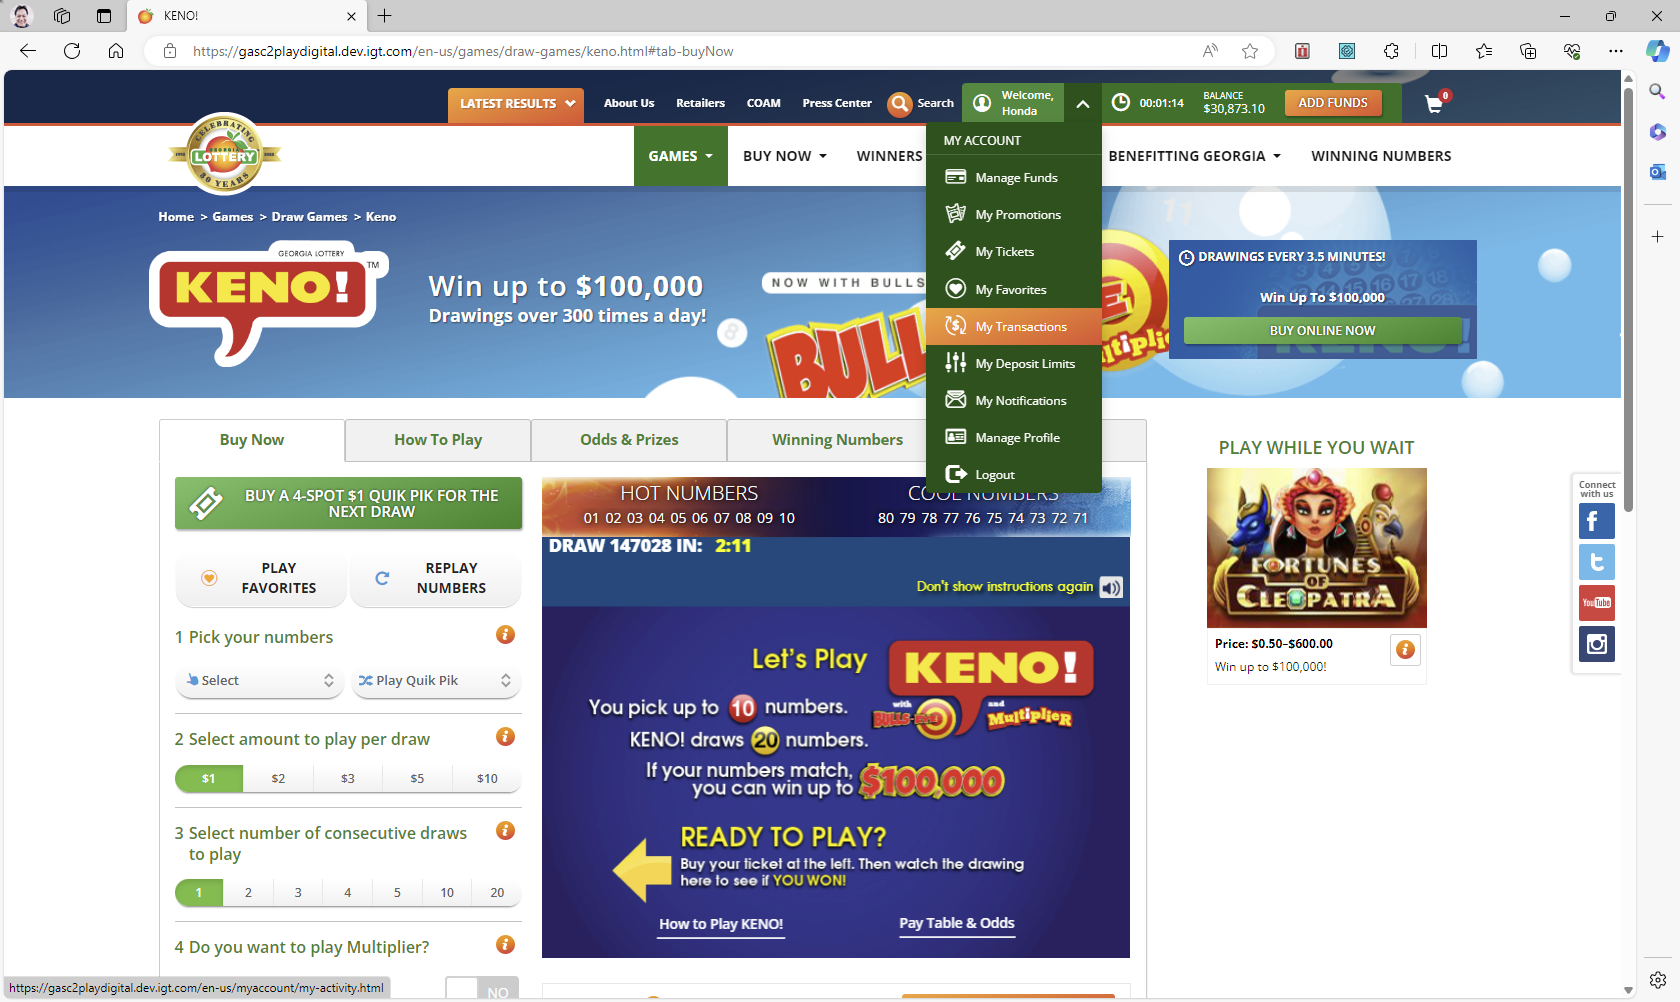 KENO!
https://gasc2playdigital.dev.igt.com/en-us/games/draw-games/keno.html#tab-buyNow
LATEST RESULTS
About Us
Retailers
COAM
Press Center
Search
Welcome,
Honda
00:01:14
BALANCE
$30,873.10
ADD FUNDS
0
CELEBRATING
GEORGIA
LOTTERY
30 YEARS
GAMES
BUY NOW
WINNERS
BENEFITTING GEORGIA
WINNING NUMBERS
MY ACCOUNT
Manage Funds
My Promotions
My Tickets
My Favorites
My Transactions
My Deposit Limits
My Notifications
Manage Profile
Logout
Home > Games > Draw Games > Keno
GEORGIA LOTTERY
KENO! TM
Win up to $100,000
Drawings over 300 times a day!
NOW WITH BULLS
DRAWINGS EVERY 3.5 MINUTES!
Win Up To $100,000
BUY ONLINE NOW
Buy Now
How To Play
Odds & Prizes
Winning Numbers
BUY A 4-SPOT $1 QUIK PIK FOR THE
NEXT DRAW
PLAY
FAVORITES
REPLAY
NUMBERS
1 Pick your numbers
Select
Play Quik Pik
2 Select amount to play per draw
$1
$2
$3
$5
$10
3 Select number of consecutive draws
to play
1
2
3
4
5
10
20
4 Do you want to play Multiplier?
NO
HOT NUMBERS
01 02 03 04 05 06 07 08 09 10
COOL NUMBERS
80 79 78 77 76 75 74 73 72 71
DRAW 147028 IN: 2:11
Don't show instructions again
Let's Play
KENO!
with
BULLS-EYE
and
Multiplier
You pick up to 10 numbers.
KENO! draws 20 numbers.
If your numbers match,
you can win up to $100,000
READY TO PLAY?
Buy your ticket at the left. Then watch the drawing
here to see if YOU WON!
How to Play KENO!
Pay Table & Odds
PLAY WHILE YOU WAIT
FORTUNES
OF
CLEOPATRA
Price: $0.50–$600.00
Win up to $100,000!
Connect
with us
YouTube
https://gasc2playdigital.dev.igt.com/en-us/myaccount/my-activity.html